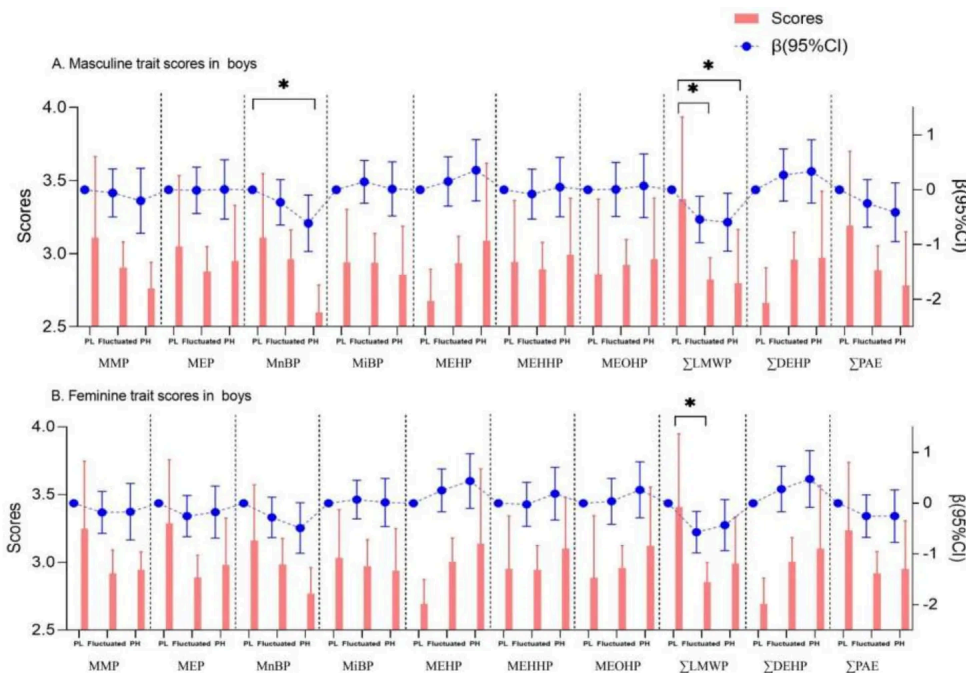 Scores
β(95%CI)
A. Masculine trait scores in boys
* * *
4.0 3.5 3.0 2.5
Scores
1 0 -1 -2
β(95%CI)
PL Fluctuated PH PL Fluctuated PH PL Fluctuated PH PL Fluctuated PH PL Fluctuated PH PL Fluctuated PH PL Fluctuated PH PL Fluctuated PH PL Fluctuated PH PL Fluctuated PH
MMP MEP MnBP MiBP MEHP MEHHP MEOHP ∑LMWP ∑DEHP ∑PAE
B. Feminine trait scores in boys
*
4.0 3.5 3.0 2.5
Scores
1 0 -1 -2
β(95%CI)
PL Fluctuated PH PL Fluctuated PH PL Fluctuated PH PL Fluctuated PH PL Fluctuated PH PL Fluctuated PH PL Fluctuated PH PL Fluctuated PH PL Fluctuated PH PL Fluctuated PH
MMP MEP MnBP MiBP MEHP MEHHP MEOHP ∑LMWP ∑DEHP ∑PAE